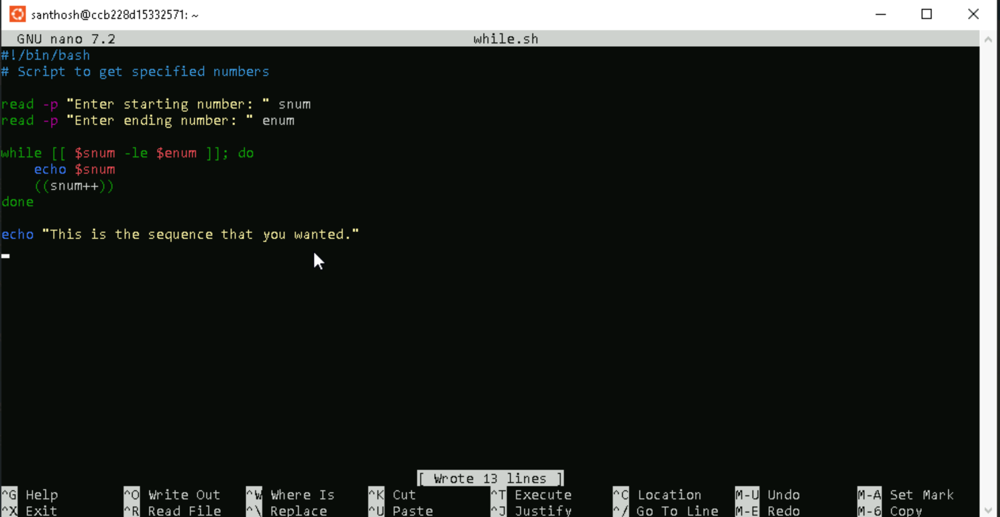 santhosh@ccb228d15332571: ~
GNU nano 7.2 while.sh
#!/bin/bash
# Script to get specified numbers

read -p "Enter starting number: " snum
read -p "Enter ending number: " enum

while [[ $snum -le $enum ]]; do
    echo $snum
    ((snum++))
done

echo "This is the sequence that you wanted."

[ Wrote 13 lines ]
^G Help ^O Write Out ^W Where Is ^K Cut ^T Execute ^C Location M-U Undo M-A Set Mark
^X Exit ^R Read File ^\ Replace ^U Paste ^J Justify ^/ Go To Line M-E Redo M-6 Copy